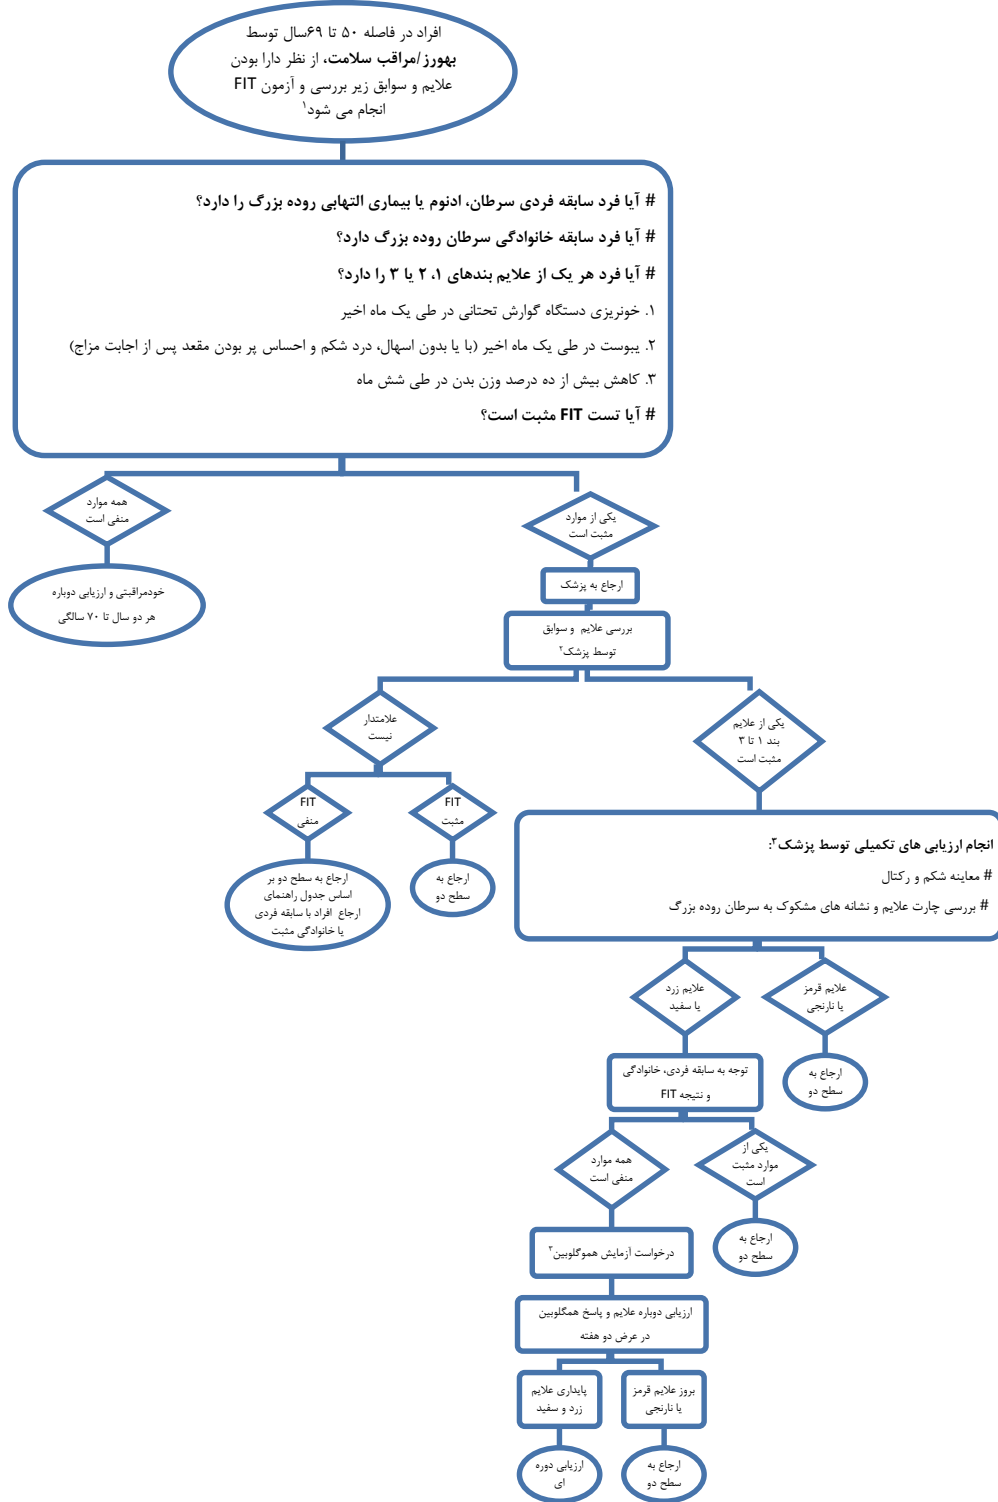 افراد در فاصله ۵۰ تا ۶۹سال توسط
بهورز/مراقب سلامت، از نظر دارا بودن
علایم و سوابق زیر بررسی و آزمون FIT
انجام می شود۱
# آیا فرد سابقه فردی سرطان، ادنوم یا بیماری التهابی روده بزرگ را دارد؟
# آیا فرد سابقه خانوادگی سرطان روده بزرگ دارد؟
# آیا فرد هر یک از علایم بندهای ۱، ۲ یا ۳ را دارد؟
۱. خونریزی دستگاه گوارش تحتانی در طی یک ماه اخیر
۲. یبوست در طی یک ماه اخیر (با یا بدون اسهال، درد شکم و احساس پر بودن مقعد پس از اجابت مزاج)
۳. کاهش بیش از ده درصد وزن بدن در طی شش ماه
# آیا تست FIT مثبت است؟
همه موارد
منفی است
خودمراقبتی و ارزیابی دوباره
هر دو سال تا ۷۰ سالگی
یکی از موارد
مثبت است
ارجاع به پزشک
بررسی علایم و سوابق
توسط پزشک۲
علامتدار
نیست
یکی از علایم
بند ۱ تا ۳
مثبت است
FIT
منفی
FIT
مثبت
ارجاع به سطح دو بر
اساس جدول راهنمای
ارجاع افراد با سابقه فردی
یا خانوادگی مثبت
ارجاع به
سطح دو
انجام ارزیابی های تکمیلی توسط پزشک۳:
# معاینه شکم و رکتال
# بررسی چارت علایم و نشانه های مشکوک به سرطان روده بزرگ
علایم زرد
یا سفید
علایم قرمز
یا نارنجی
توجه به سابقه فردی، خانوادگی
و نتیجه FIT
ارجاع به
سطح دو
همه موارد
منفی است
یکی از
موارد مثبت
است
درخواست آزمایش هموگلوبین۳
ارجاع به
سطح دو
ارزیابی دوباره علایم و پاسخ همگلوبین
در عرض دو هفته
پایداری علایم
زرد و سفید
بروز علایم قرمز
یا نارنجی
ارزیابی دوره
ای
ارجاع به
سطح دو